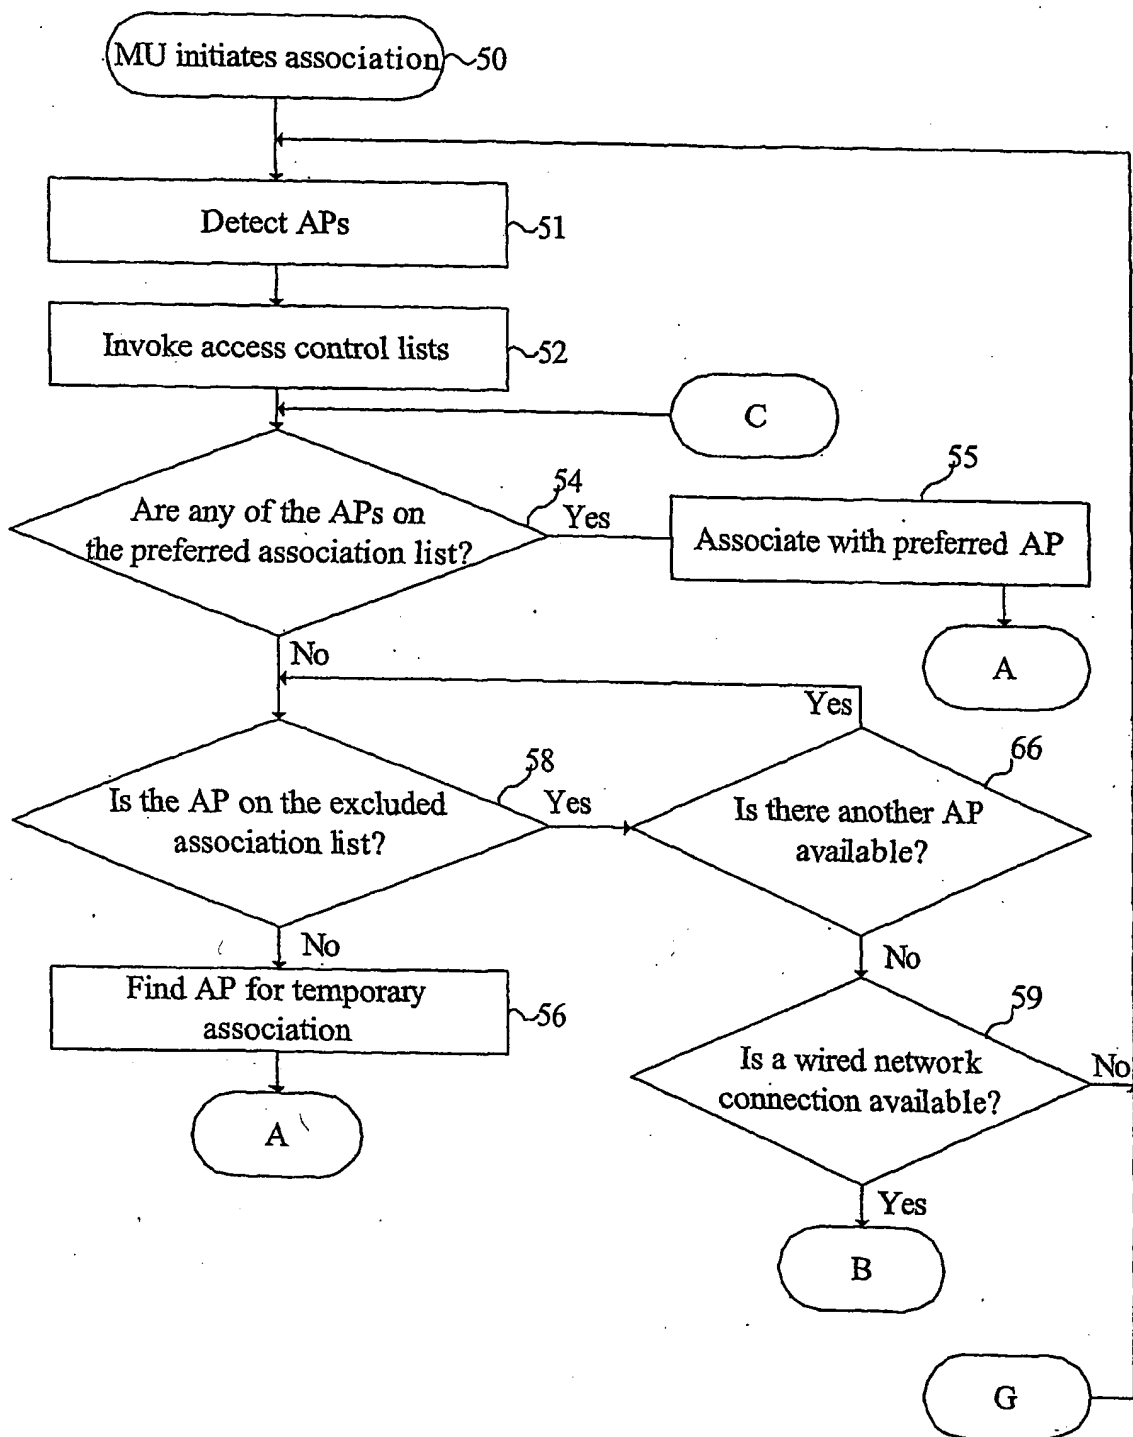 MU initiates association
50
Detect APs
51
Invoke access control lists
52
C
54
55
Are any of the APs on
the preferred association list?
Yes
Associate with preferred AP
No
A
Yes
58
66
Is the AP on the excluded
association list?
Yes
Is there another AP
available?
No
No
Find AP for temporary
association
56
59
Is a wired network
connection available?
No
A
Yes
B
G